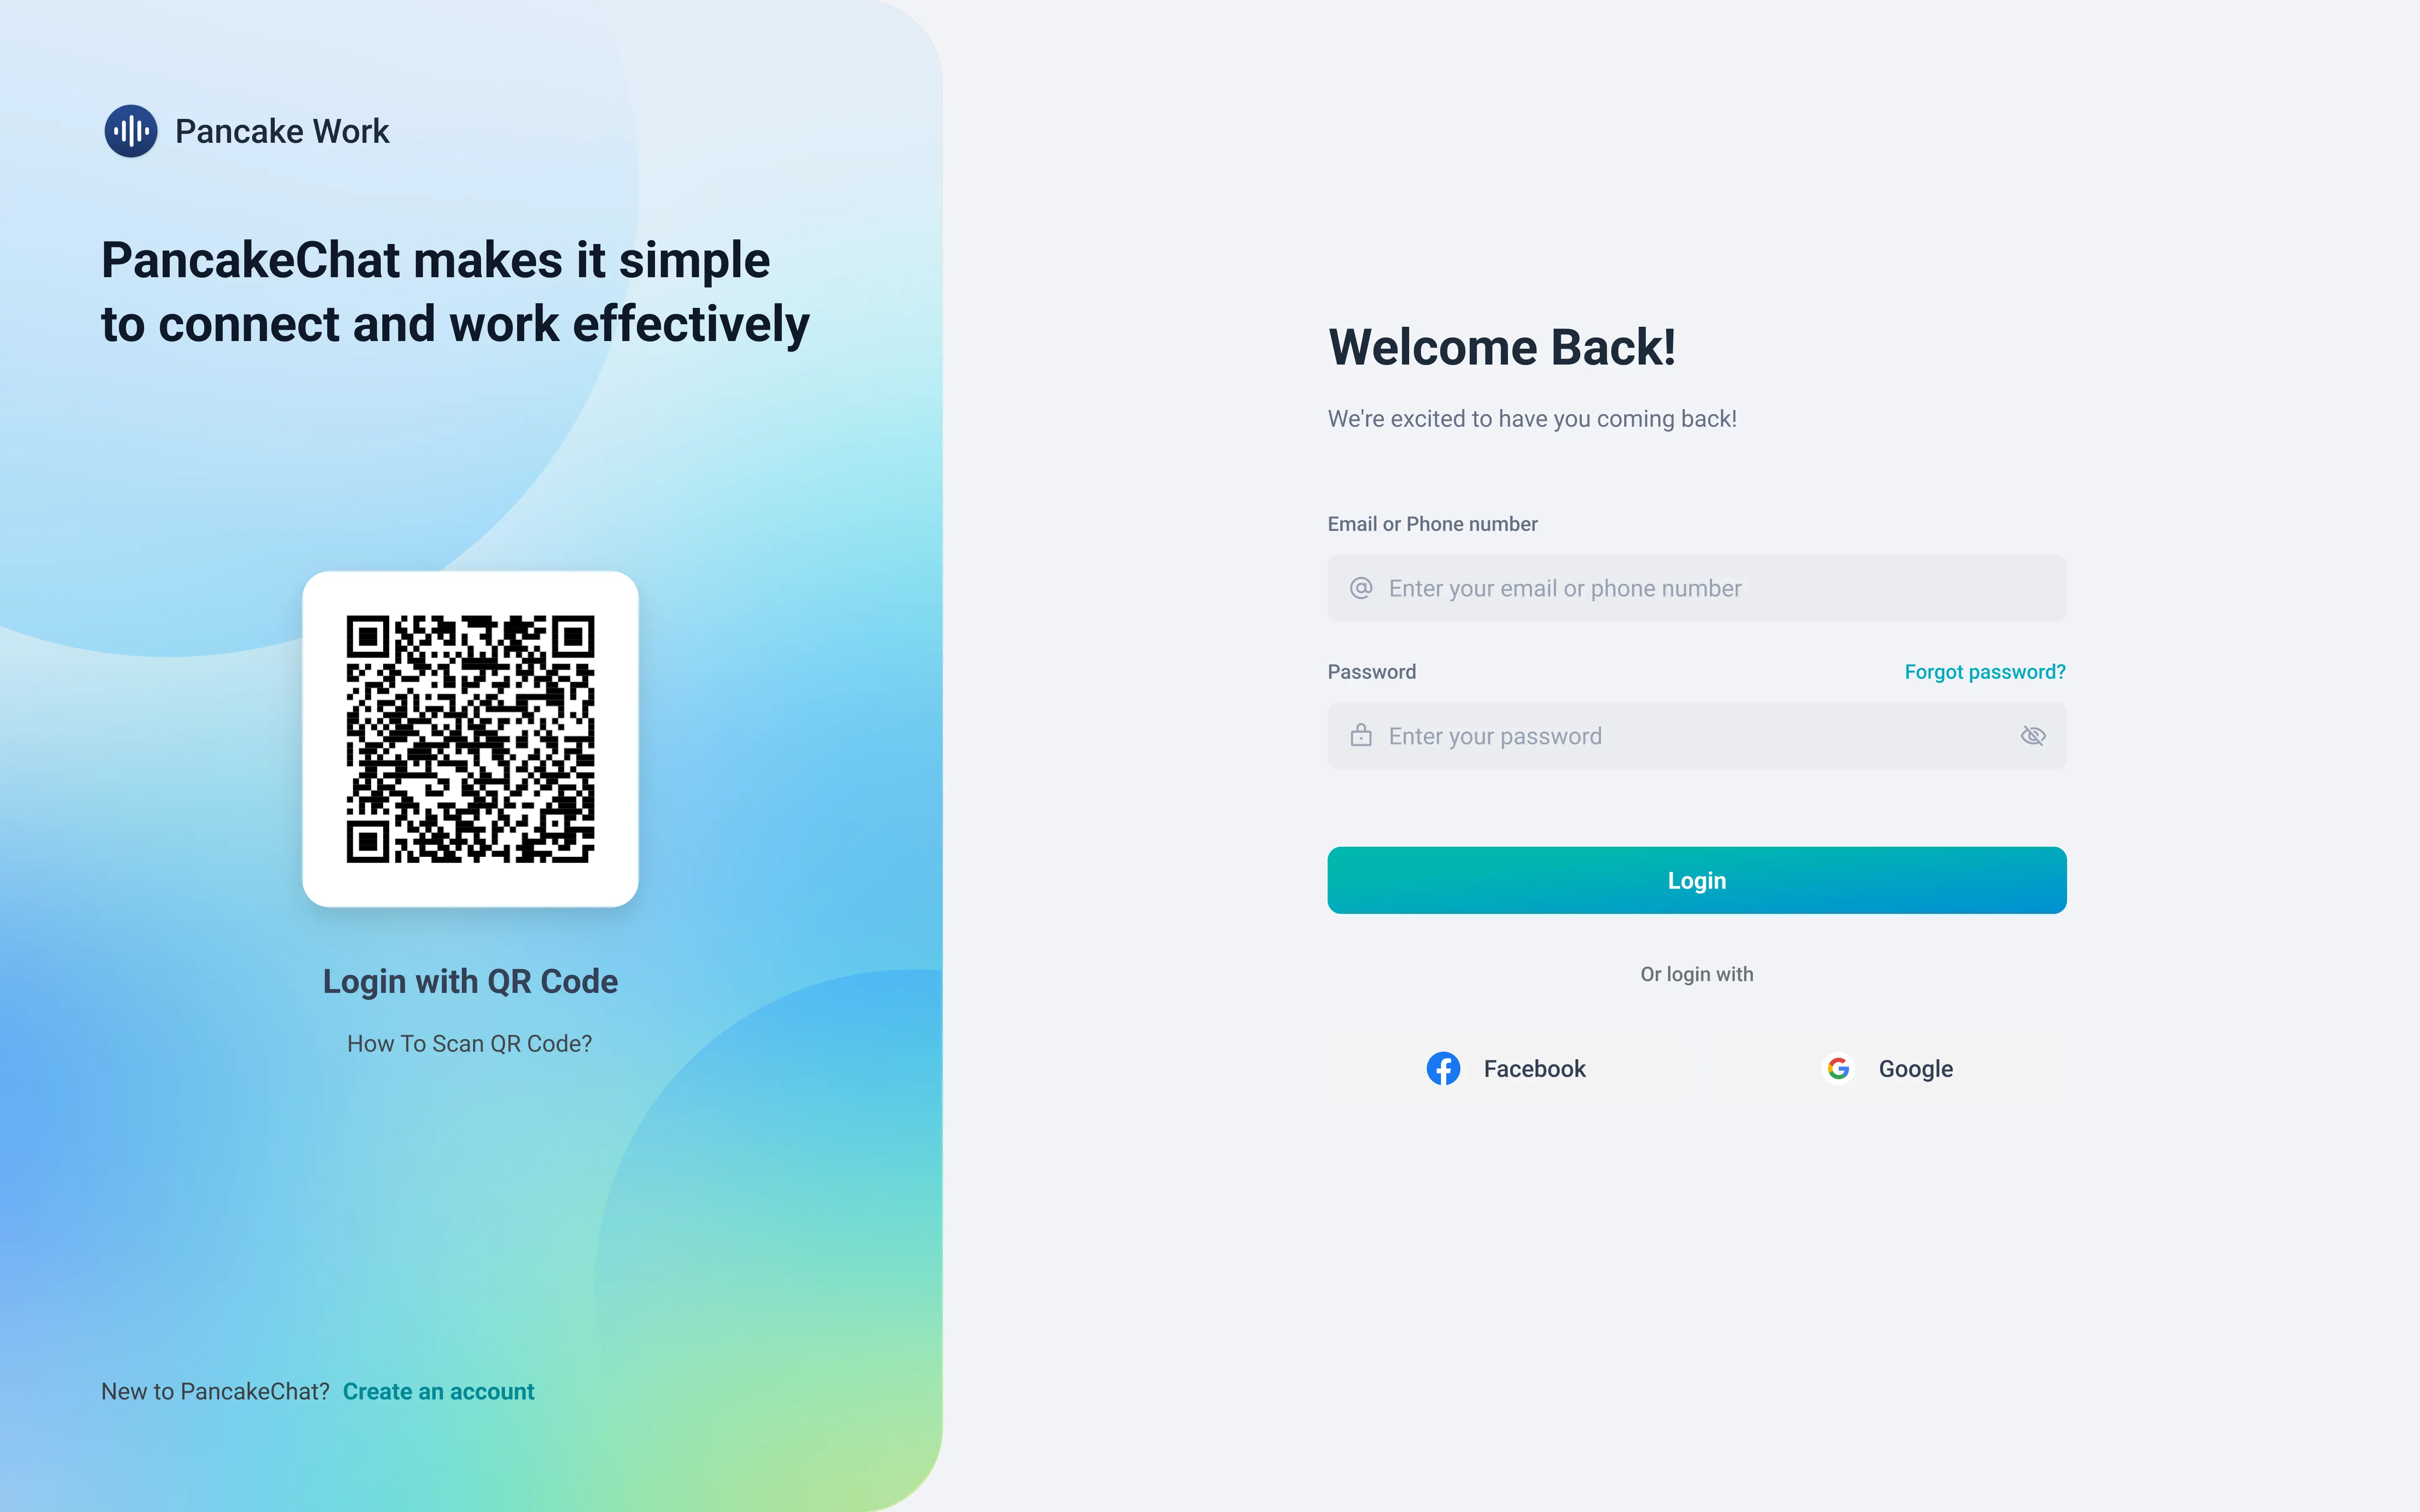 Pancake Work
PancakeChat makes it simple
to connect and work effectively
Login with QR Code
How To Scan QR Code?
New to PancakeChat? Create an account
Welcome Back!
We're excited to have you coming back!
Email or Phone number
Enter your email or phone number
Password Forgot password?
Enter your password
Login
Or login with
Facebook Google